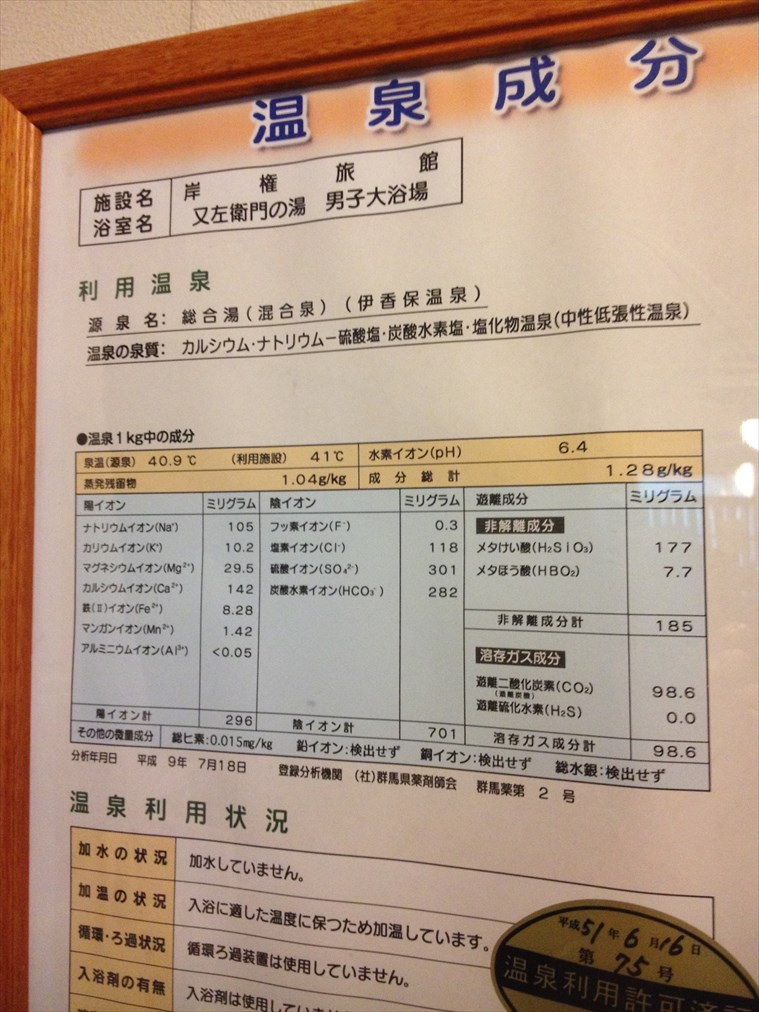 温泉成分
施設名 岸権旅館
浴室名 又左衛門の湯 男子大浴場
利用温泉
源泉名: 総合湯(混合泉)(伊香保温泉)
温泉の泉質: カルシウム・ナトリウム－硫酸塩・炭酸水素塩・塩化物温泉(中性低張性温泉)
●温泉1kg中の成分
泉温(源泉) 40.9℃ (利用施設) 41℃ 水素イオン(pH) 6.4
蒸発残留物 1.04g/kg 成分総計 1.28g/kg
陽イオン ミリグラム 陰イオン ミリグラム 遊離成分 ミリグラム
ナトリウムイオン(Na⁺) 105 フッ素イオン(F⁻) 0.3 非解離成分
カリウムイオン(K⁺) 10.2 塩素イオン(Cl⁻) 118 メタけい酸(H₂SiO₃) 177
マグネシウムイオン(Mg²⁺) 29.5 硫酸イオン(SO₄²⁻) 301 メタほう酸(HBO₂) 7.7
カルシウムイオン(Ca²⁺) 142 炭酸水素イオン(HCO₃⁻) 282
鉄(Ⅱ)イオン(Fe²⁺) 8.28 非解離成分計 185
マンガンイオン(Mn²⁺) 1.42
アルミニウムイオン(Al³⁺) <0.05 溶存ガス成分
遊離二酸化炭素(CO₂) 98.6
(遊離炭酸)
遊離硫化水素(H₂S) 0.0
陽イオン計 296 陰イオン計 701 溶存ガス成分計 98.6
その他の微量成分 総ヒ素:0.015mg/kg 鉛イオン:検出せず 銅イオン:検出せず 総水銀:検出せず
分析年月日 平成 9年 7月18日 登録分析機関 (社)群馬県薬剤師会 群馬薬第 2 号
温泉利用状況
加水の状況 加水していません。
加温の状況 入浴に適した温度に保つため加温しています。
循環・ろ過状況 循環ろ過装置は使用していません。
入浴剤の有無 入浴剤は使用してい
平成51年6月16日
第75号
温泉利用許可済